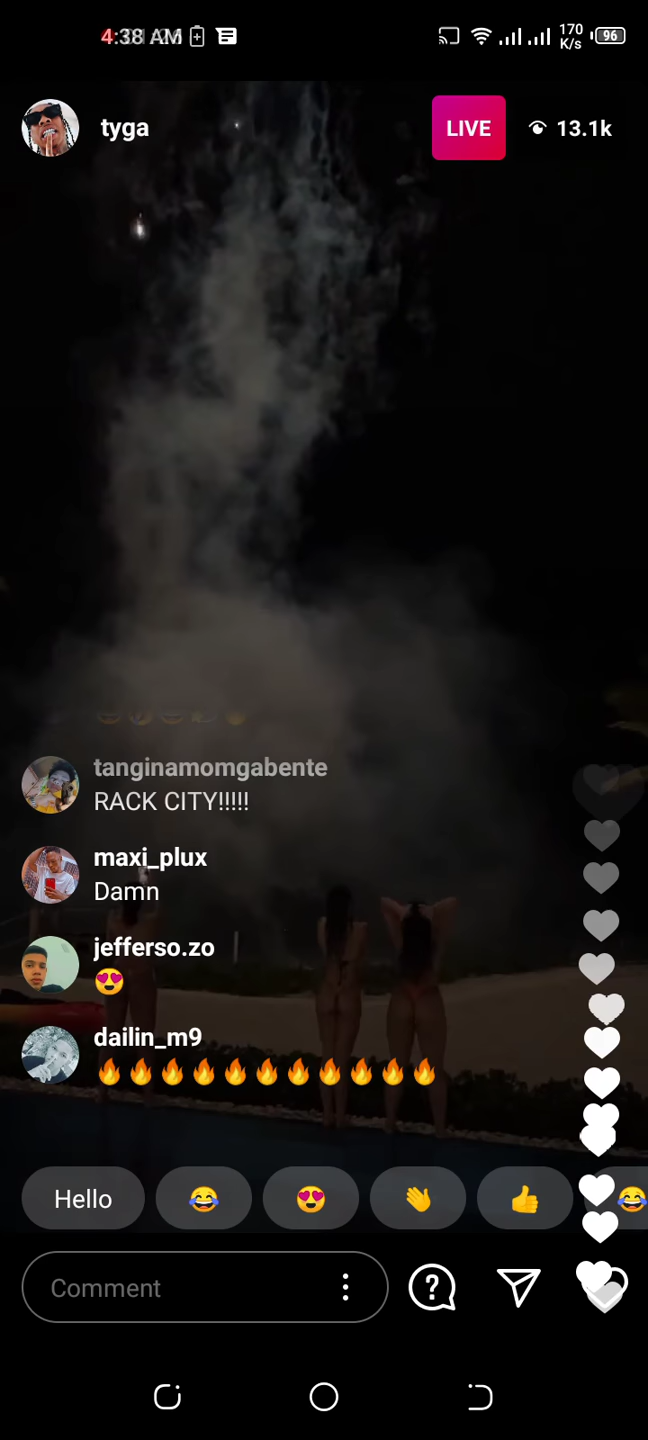 4:38 AM
170
K/s
96
tyga
LIVE
13.1k
tanginamomgabente
RACK CITY!!!!!
maxi_plux
Damn
jefferso.zo
😍
dailin_m9
🔥🔥🔥🔥🔥🔥🔥🔥🔥🔥🔥
Hello 😂 😍 👋 👍 😂
Comment